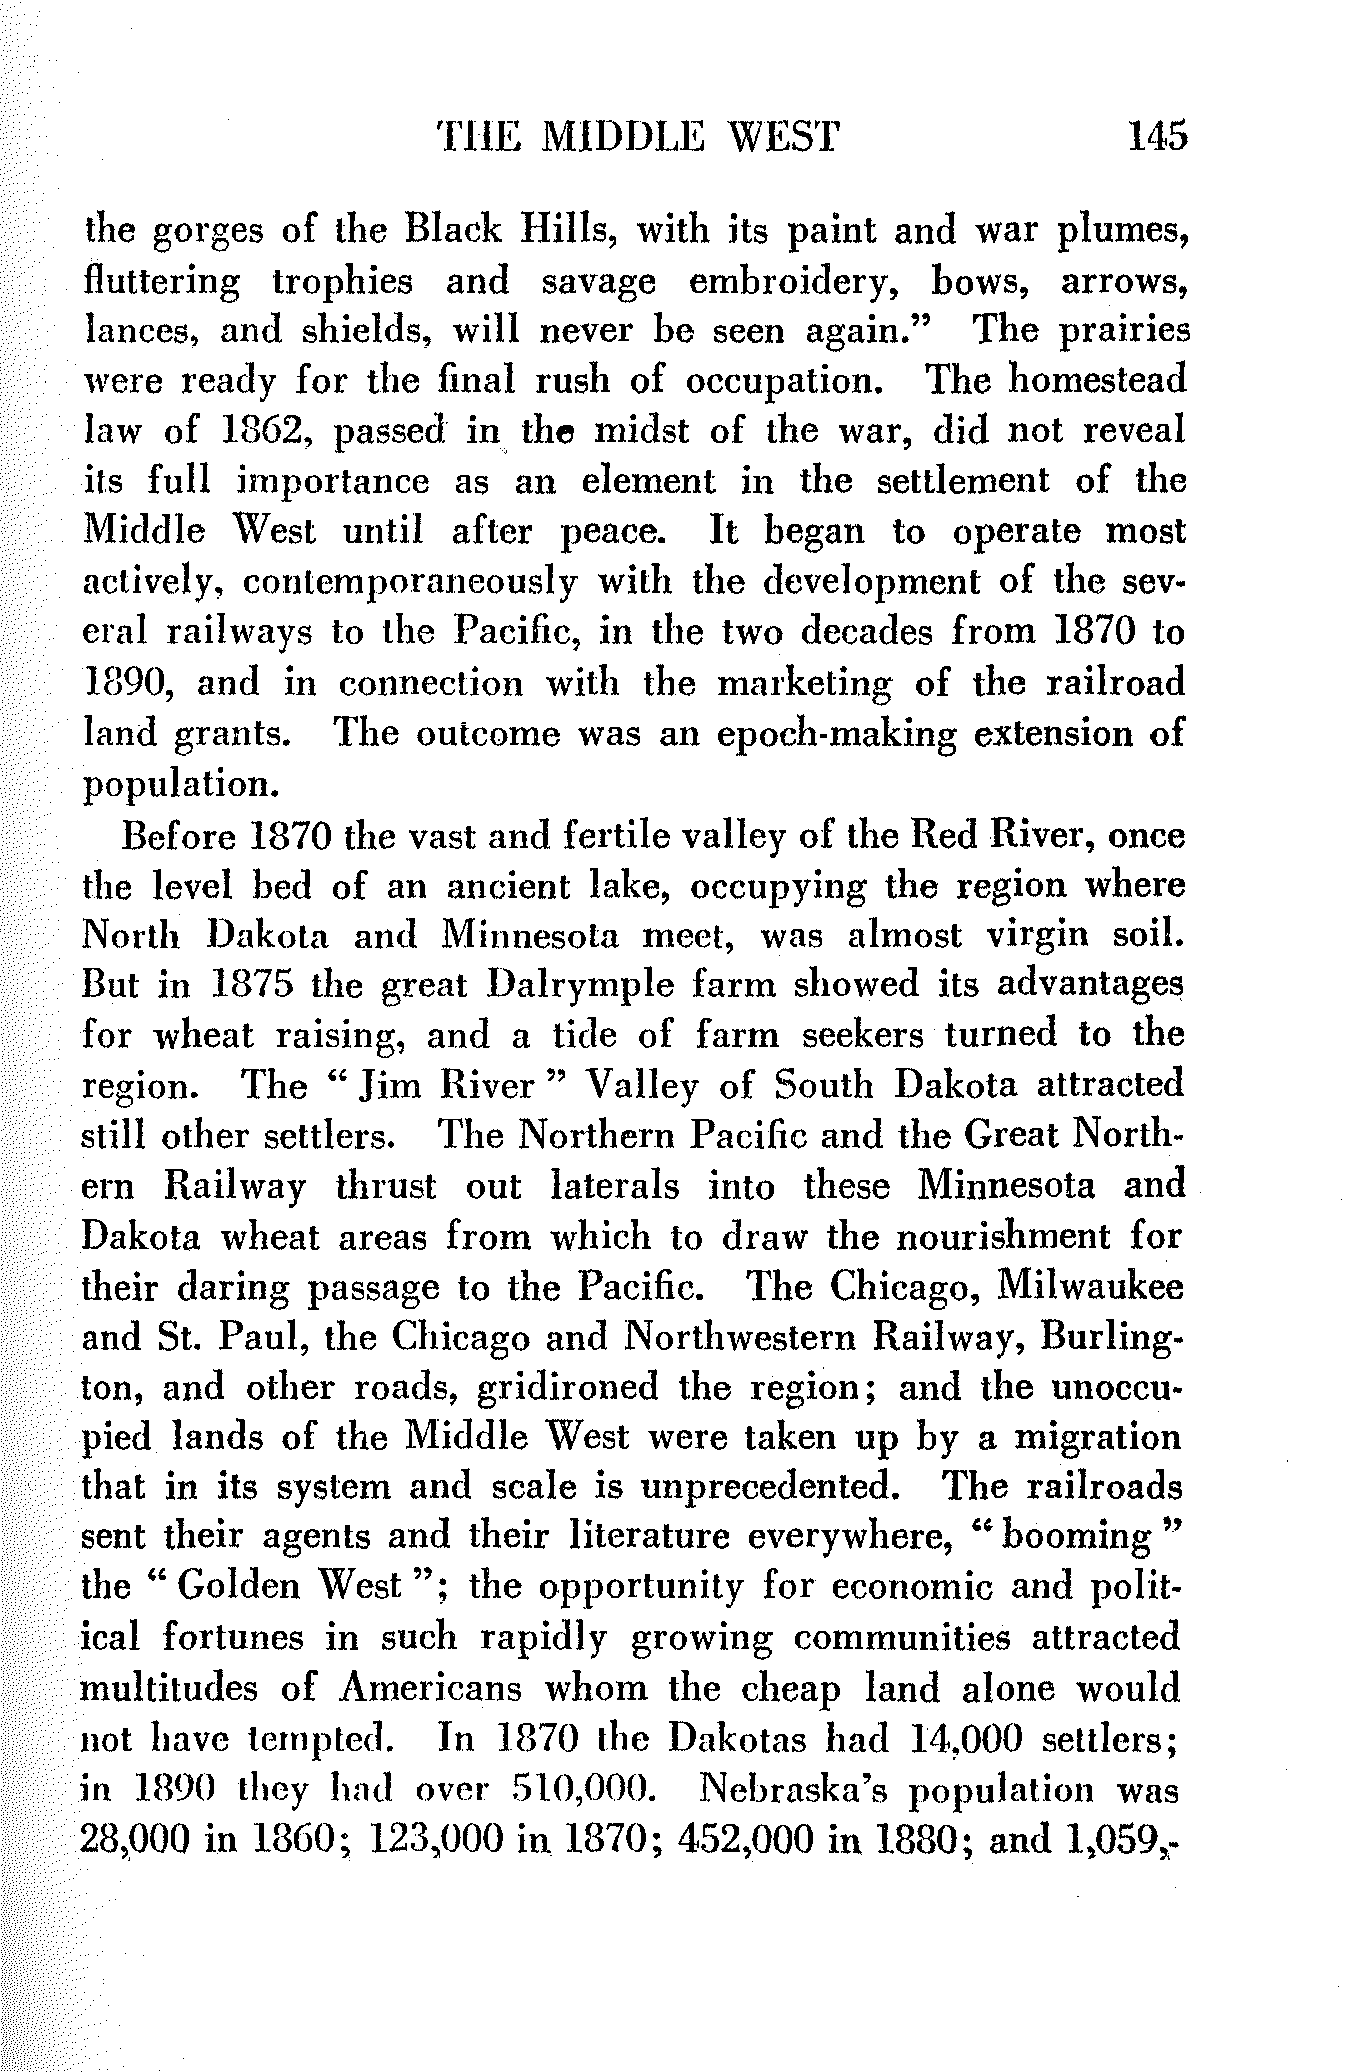 THE MIDDLE WEST 145
the gorges of the Black Hills, with its paint and war plumes,
fluttering trophies and savage embroidery, bows, arrows,
lances, and shields, will never be seen again.” The prairies
were ready for the final rush of occupation. The homestead
law of 1862, passed in the midst of the war, did not reveal
its full importance as an element in the settlement of the
Middle West until after peace. It began to operate most
actively, contemporaneously with the development of the sev-
eral railways to the Pacific, in the two decades from 1870 to
1890, and in connection with the marketing of the railroad
land grants. The outcome was an epoch-making extension of
population.
Before 1870 the vast and fertile valley of the Red River, once
the level bed of an ancient lake, occupying the region where
North Dakota and Minnesota meet, was almost virgin soil.
But in 1875 the great Dalrymple farm showed its advantages
for wheat raising, and a tide of farm seekers turned to the
region. The “ Jim River ” Valley of South Dakota attracted
still other settlers. The Northern Pacific and the Great North-
ern Railway thrust out laterals into these Minnesota and
Dakota wheat areas from which to draw the nourishment for
their daring passage to the Pacific. The Chicago, Milwaukee
and St. Paul, the Chicago and Northwestern Railway, Burling-
ton, and other roads, gridironed the region; and the unoccu-
pied lands of the Middle West were taken up by a migration
that in its system and scale is unprecedented. The railroads
sent their agents and their literature everywhere, “ booming ”
the “ Golden West ”; the opportunity for economic and polit-
ical fortunes in such rapidly growing communities attracted
multitudes of Americans whom the cheap land alone would
not have tempted. In 1870 the Dakotas had 14,000 settlers;
in 1890 they had over 510,000. Nebraska’s population was
28,000 in 1860; 123,000 in 1870; 452,000 in 1880; and 1,059,-